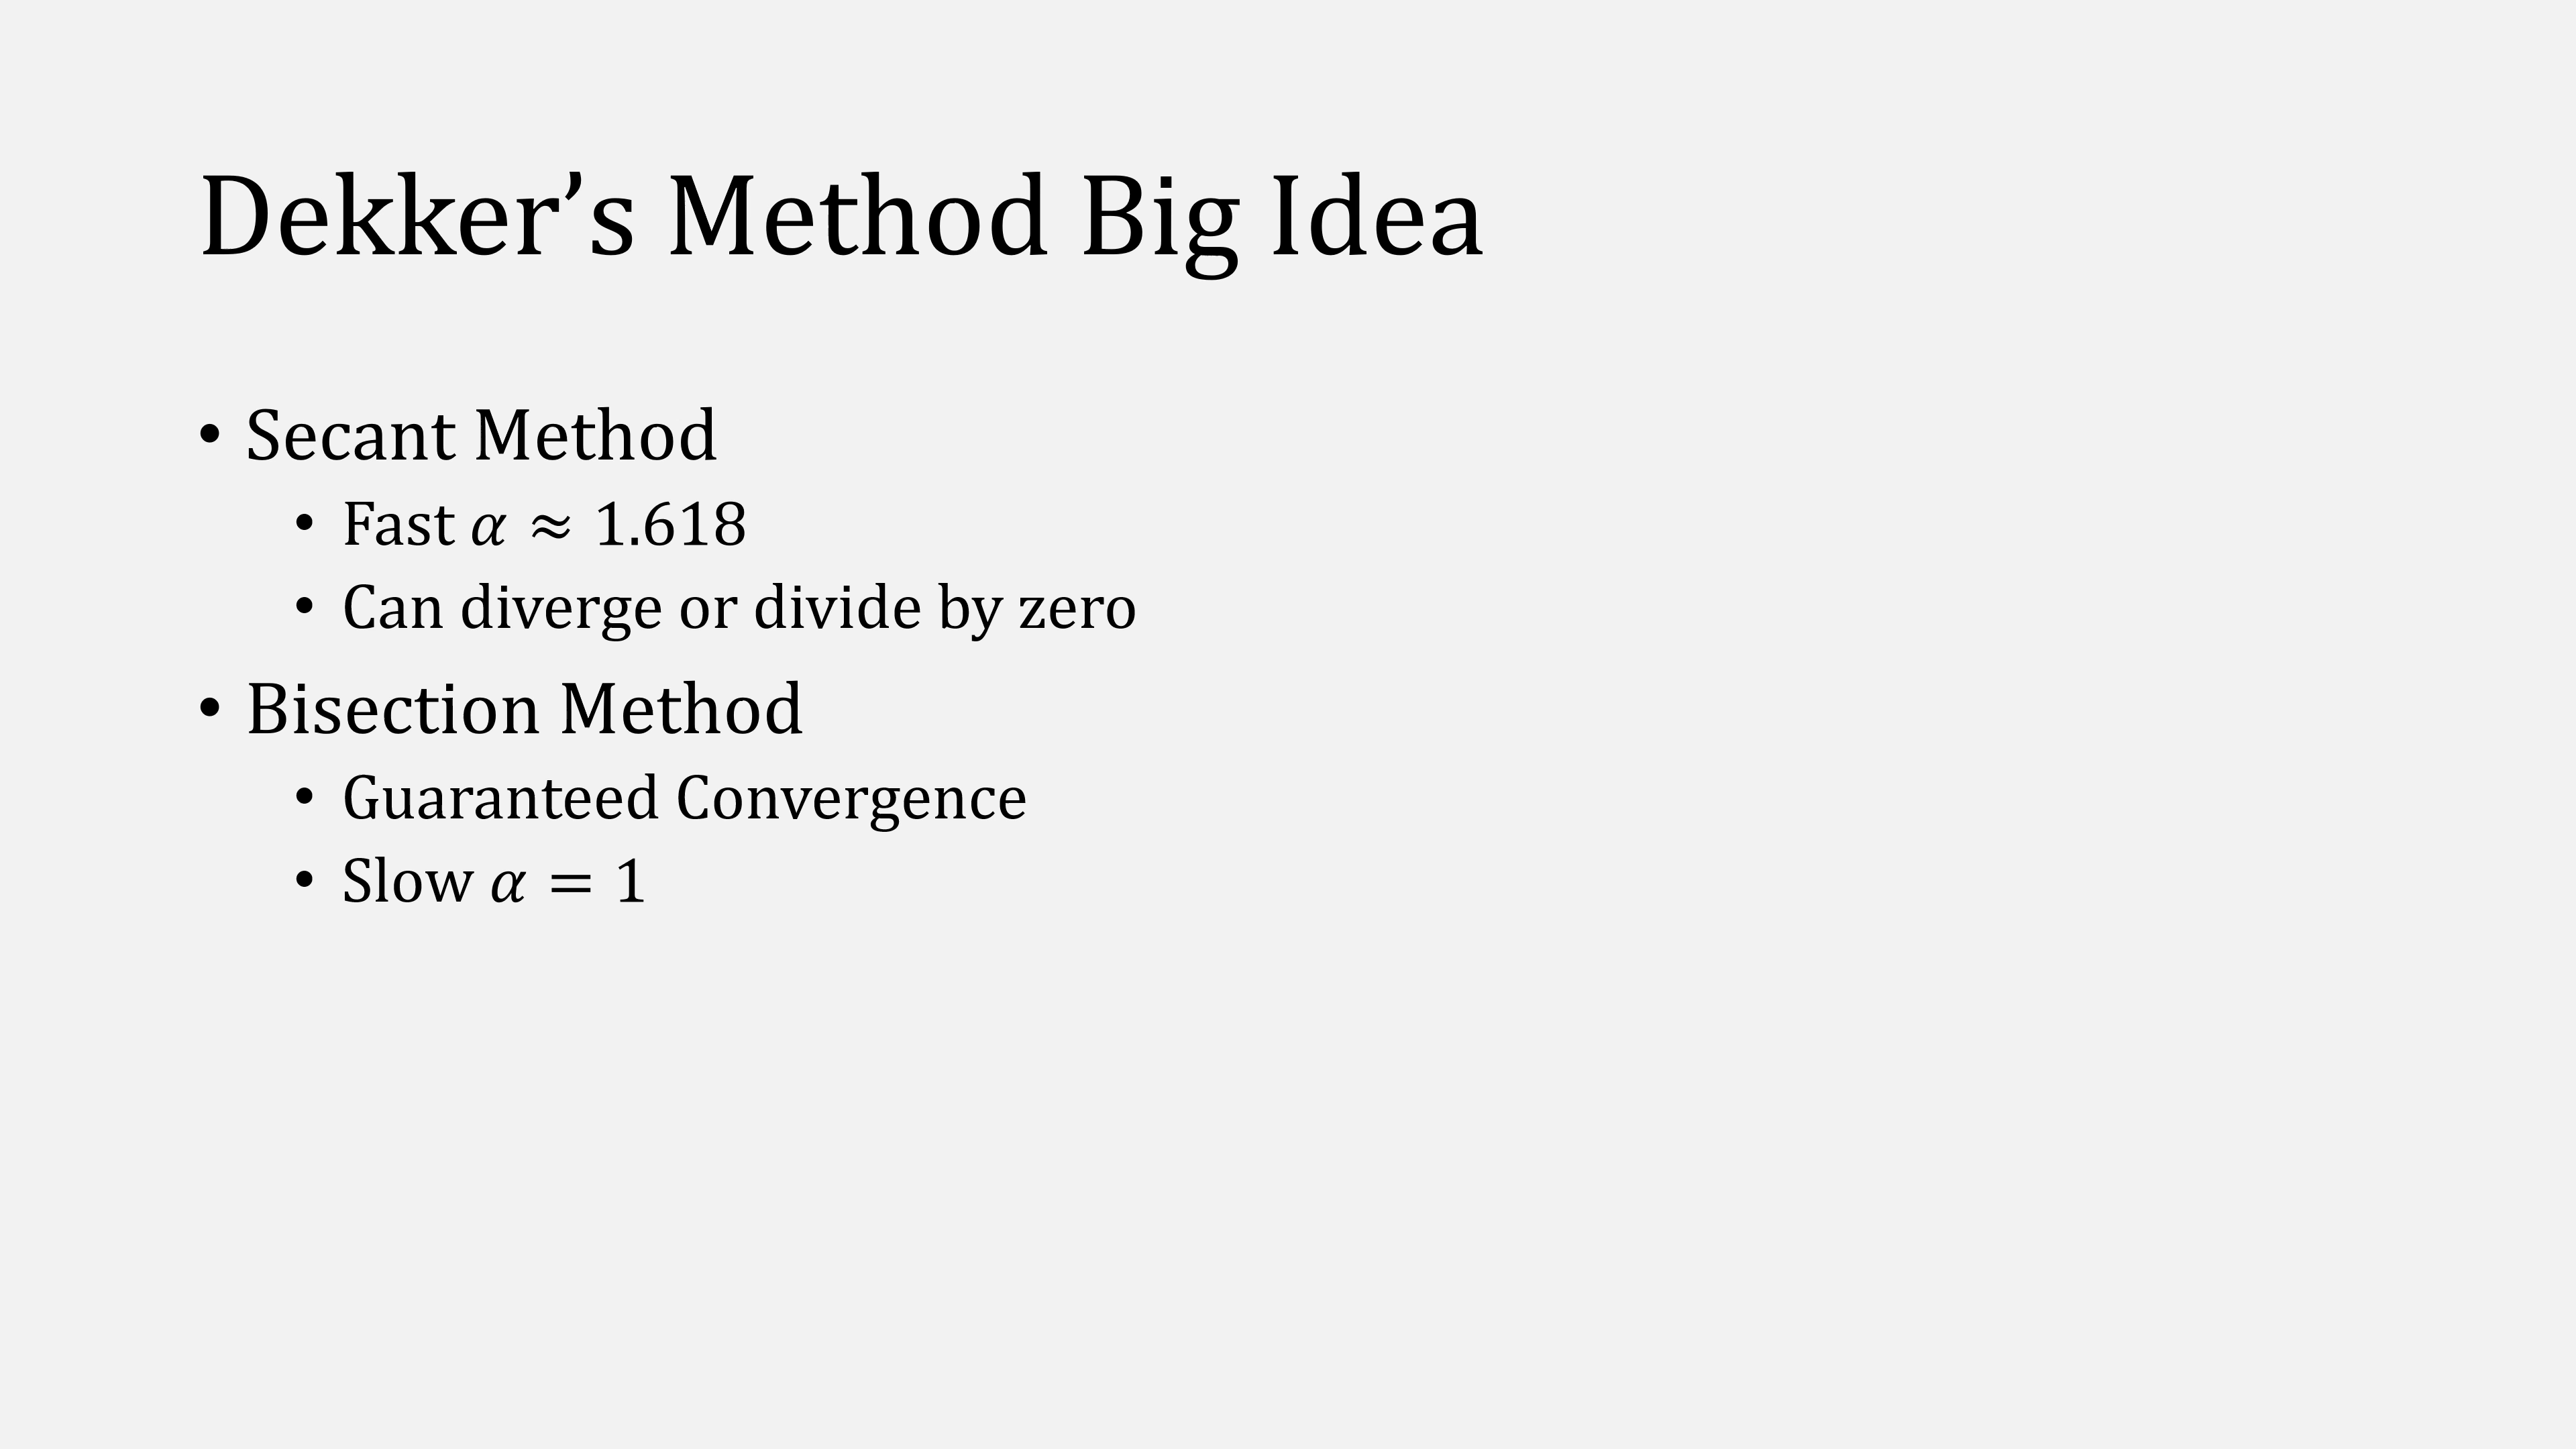 Dekker’s Method Big Idea
• Secant Method
• Fast 𝛼 ≈ 1.618
• Can diverge or divide by zero
• Bisection Method
• Guaranteed Convergence
• Slow 𝛼 = 1